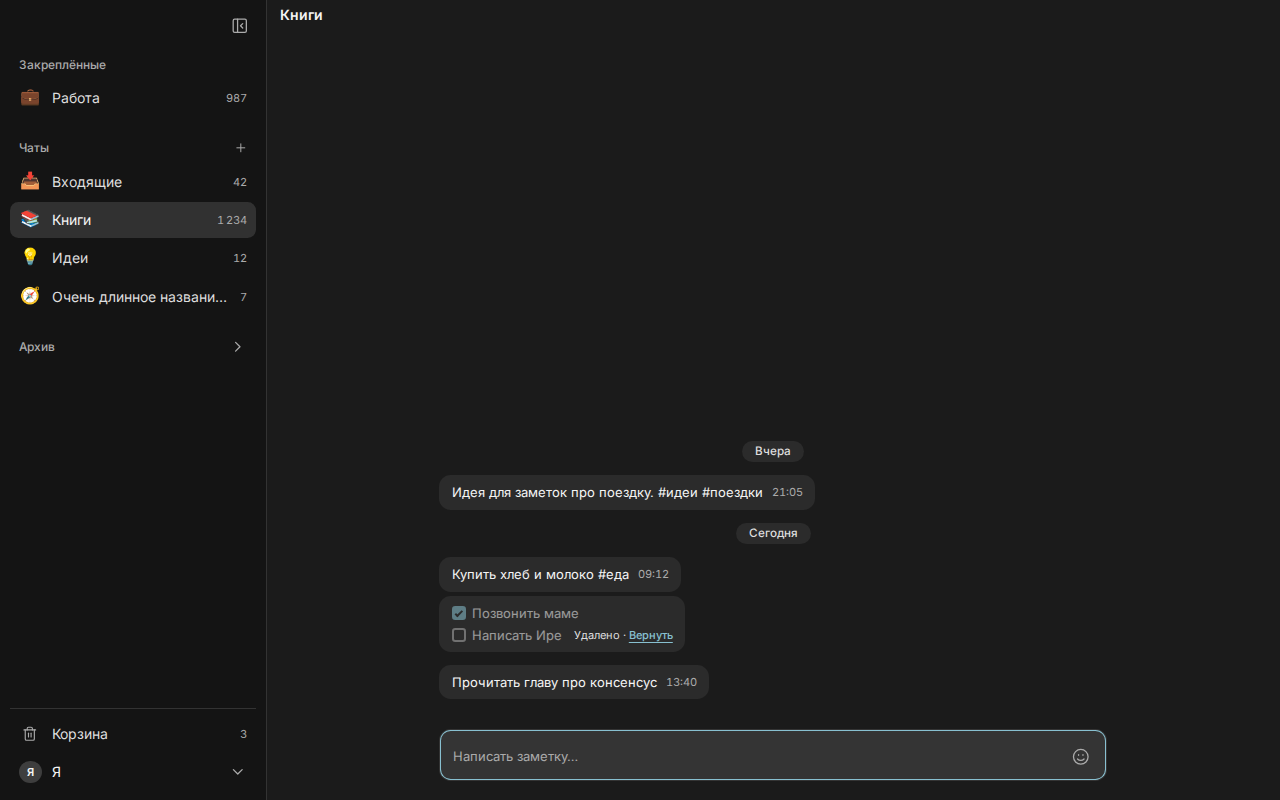 Закреплённые
Работа 987
Чаты
Входящие 42
Книги 1 234
Идеи 12
Очень длинное названи... 7
Архив
Корзина 3
Я Я
Книги
Вчера
Идея для заметок про поездку. #идеи #поездки 21:05
Сегодня
Купить хлеб и молоко #еда 09:12
Позвонить маме
Написать Ире Удалено · Вернуть
Прочитать главу про консенсус 13:40
Написать заметку...